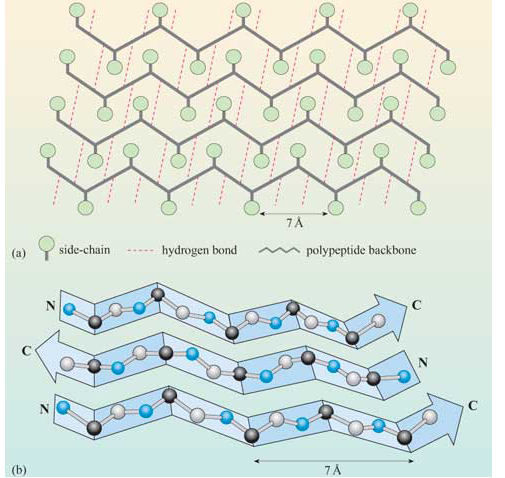 7 Å
(a) side-chain hydrogen bond polypeptide backbone
N C
C N
N C
(b) 7 Å